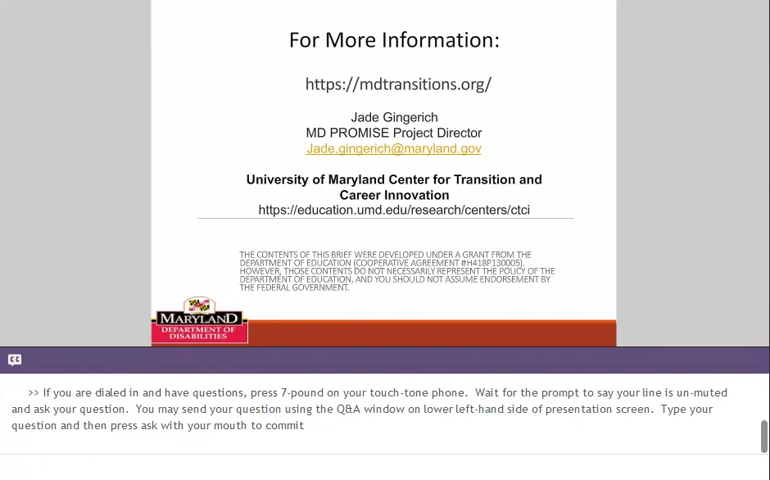 For More Information:
https://mdtransitions.org/
Jade Gingerich
MD PROMISE Project Director
Jade.gingerich@maryland.gov
University of Maryland Center for Transition and
Career Innovation
https://education.umd.edu/research/centers/ctci
THE CONTENTS OF THIS BRIEF WERE DEVELOPED UNDER A GRANT FROM THE
DEPARTMENT OF EDUCATION (COOPERATIVE AGREEMENT #H418P130005).
HOWEVER, THOSE CONTENTS DO NOT NECESSARILY REPRESENT THE POLICY OF THE
DEPARTMENT OF EDUCATION, AND YOU SHOULD NOT ASSUME ENDORSEMENT BY
THE FEDERAL GOVERNMENT.
MARYLAND
DEPARTMENT OF
DISABILITIES
CC
>> If you are dialed in and have questions, press 7-pound on your touch-tone phone. Wait for the prompt to say your line is un-muted
and ask your question. You may send your question using the Q&A window on lower left-hand side of presentation screen. Type your
question and then press ask with your mouth to commit